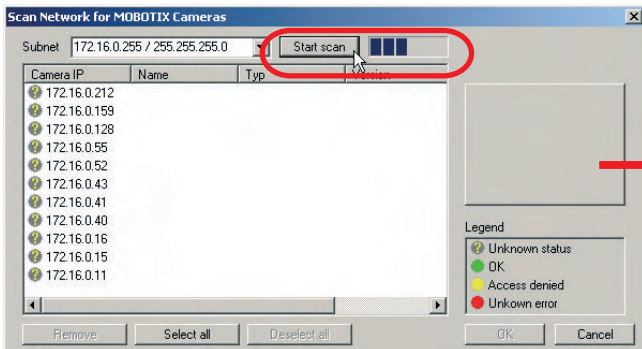 Scan Network for MOBOTIX Cameras
Subnet 172.16.0.255 / 255.255.255.0 Start scan
Camera IP Name Typ Version
172.16.0.212
172.16.0.159
172.16.0.128
172.16.0.55
172.16.0.52
172.16.0.43
172.16.0.41
172.16.0.40
172.16.0.16
172.16.0.15
172.16.0.11
Legend
Unknown status
OK
Access denied
Unkown error
Remove Select all Deselect all OK Cancel